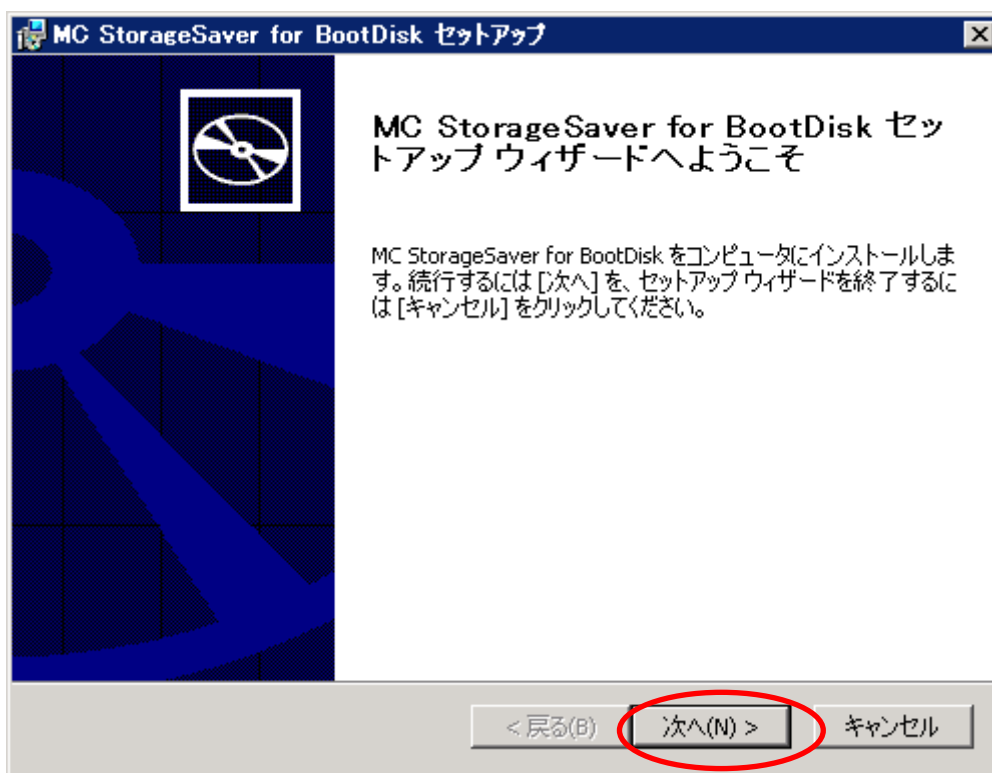 MC StorageSaver for BootDisk セットアップ
MC StorageSaver for BootDisk セッ
トアップ ウィザードへようこそ
MC StorageSaver for BootDisk をコンピュータにインストールしま
す。続行するには [次へ] を、セットアップ ウィザードを終了するに
は [キャンセル] をクリックしてください。
< 戻る(B) 次へ(N) > キャンセル